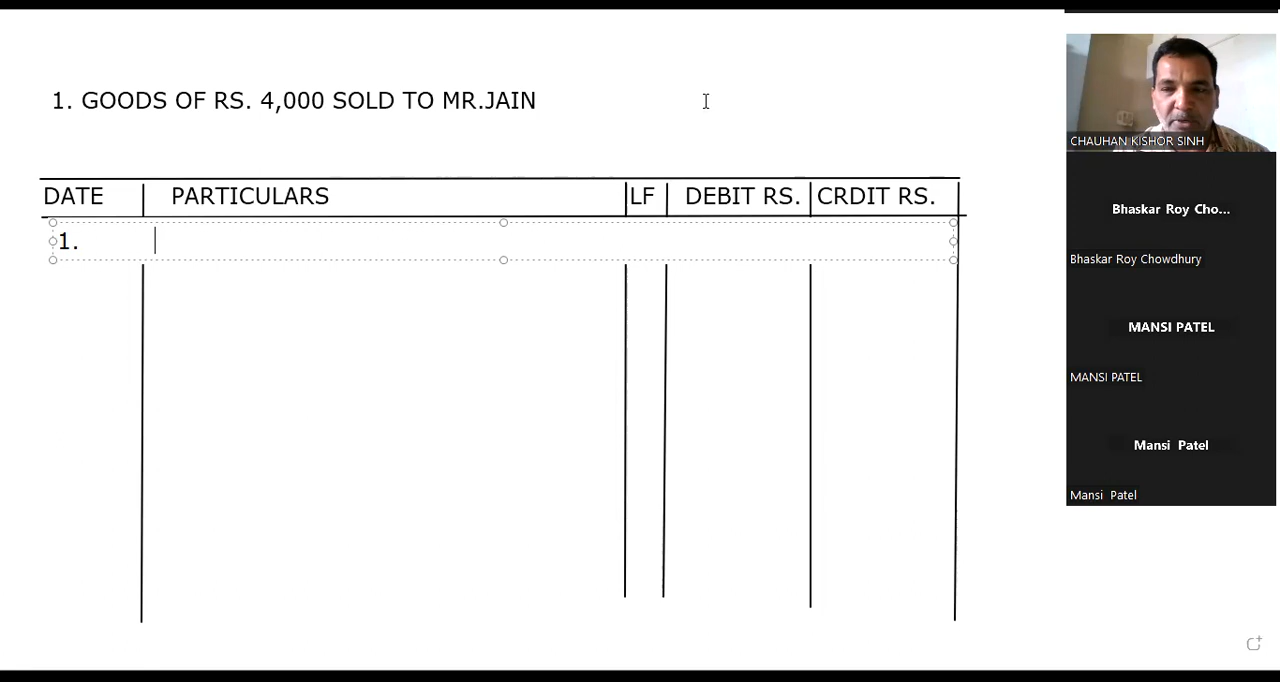 1. GOODS OF RS. 4,000 SOLD TO MR.JAIN
DATE PARTICULARS LF DEBIT RS. CRDIT RS.
1.
CHAUHAN KISHOR SINH
Bhaskar Roy Cho...
Bhaskar Roy Chowdhury
MANSI PATEL
MANSI PATEL
Mansi Patel
Mansi Patel